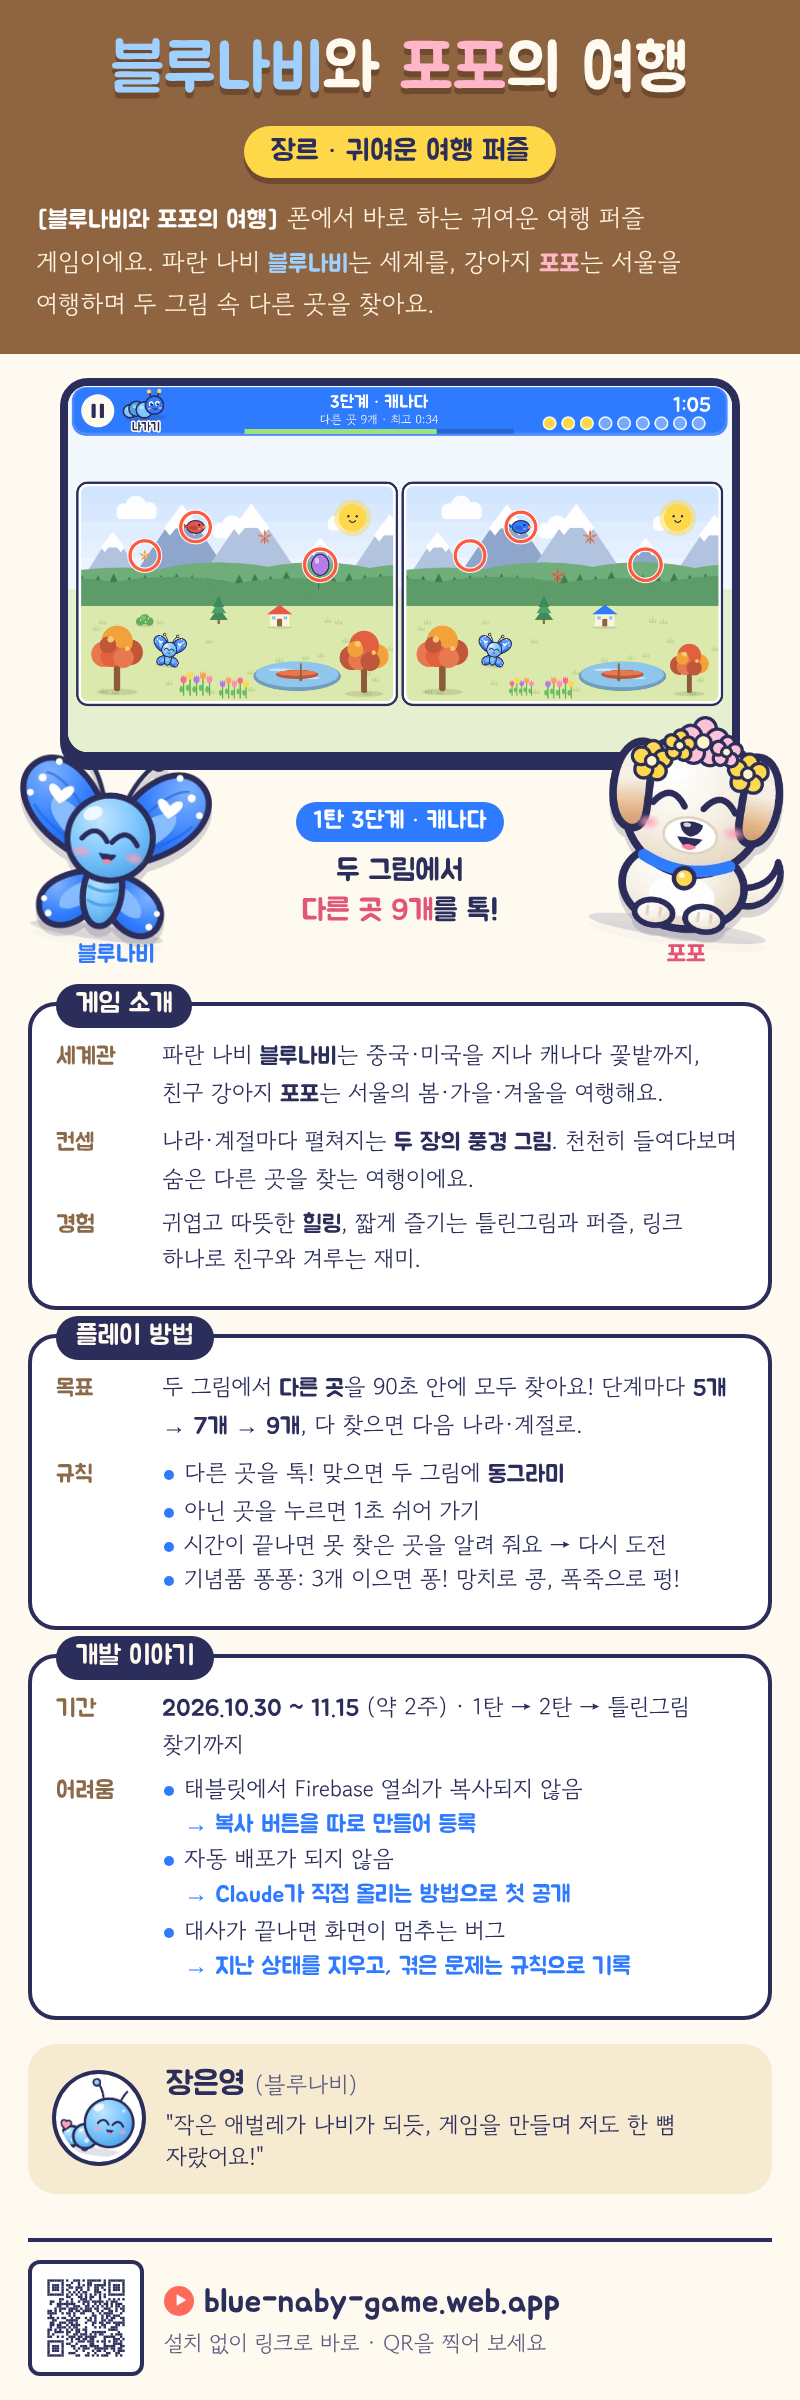 블루나비와 포포의 여행
장르 · 귀여운 여행 퍼즐
[블루나비와 포포의 여행] 폰에서 바로 하는 귀여운 여행 퍼즐
게임이에요. 파란 나비 블루나비는 세계를, 강아지 포포는 서울을
여행하며 두 그림 속 다른 곳을 찾아요.
나가기
3단계 · 캐나다
다른 곳 9개 · 최고 0:34
1:05
1탄 3단계 · 캐나다
두 그림에서
다른 곳 9개를 톡!
블루나비
포포
게임 소개
세계관 파란 나비 블루나비는 중국·미국을 지나 캐나다 꽃밭까지,
친구 강아지 포포는 서울의 봄·가을·겨울을 여행해요.
컨셉 나라·계절마다 펼쳐지는 두 장의 풍경 그림. 천천히 들여다보며
숨은 다른 곳을 찾는 여행이에요.
경험 귀엽고 따뜻한 힐링, 짧게 즐기는 틀린그림과 퍼즐, 링크
하나로 친구와 겨루는 재미.
플레이 방법
목표 두 그림에서 다른 곳을 90초 안에 모두 찾아요! 단계마다 5개
→ 7개 → 9개, 다 찾으면 다음 나라·계절로.
규칙 ● 다른 곳을 톡! 맞으면 두 그림에 동그라미
● 아닌 곳을 누르면 1초 쉬어 가기
● 시간이 끝나면 못 찾은 곳을 알려 줘요 → 다시 도전
● 기념품 퐁퐁: 3개 이으면 퐁! 망치로 콩, 폭죽으로 펑!
개발 이야기
기간 2026.10.30 ~ 11.15 (약 2주) · 1탄 → 2탄 → 틀린그림
찾기까지
어려움 ● 태블릿에서 Firebase 열쇠가 복사되지 않음
→ 복사 버튼을 따로 만들어 등록
● 자동 배포가 되지 않음
→ Claude가 직접 올리는 방법으로 첫 공개
● 대사가 끝나면 화면이 멈추는 버그
→ 지난 상태를 지우고, 겪은 문제는 규칙으로 기록
장은영 (블루나비)
"작은 애벌레가 나비가 되듯, 게임을 만들며 저도 한 뼘
자랐어요!"
blue-naby-game.web.app
설치 없이 링크로 바로 · QR을 찍어 보세요